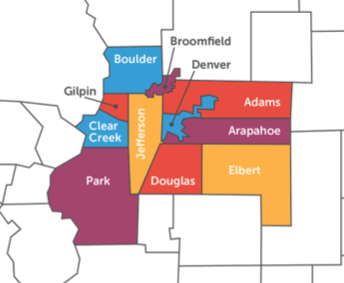 Broomfield
Boulder
Denver
Gilpin
Adams
Clear
Creek
Jefferson
Arapahoe
Park
Douglas
Elbert